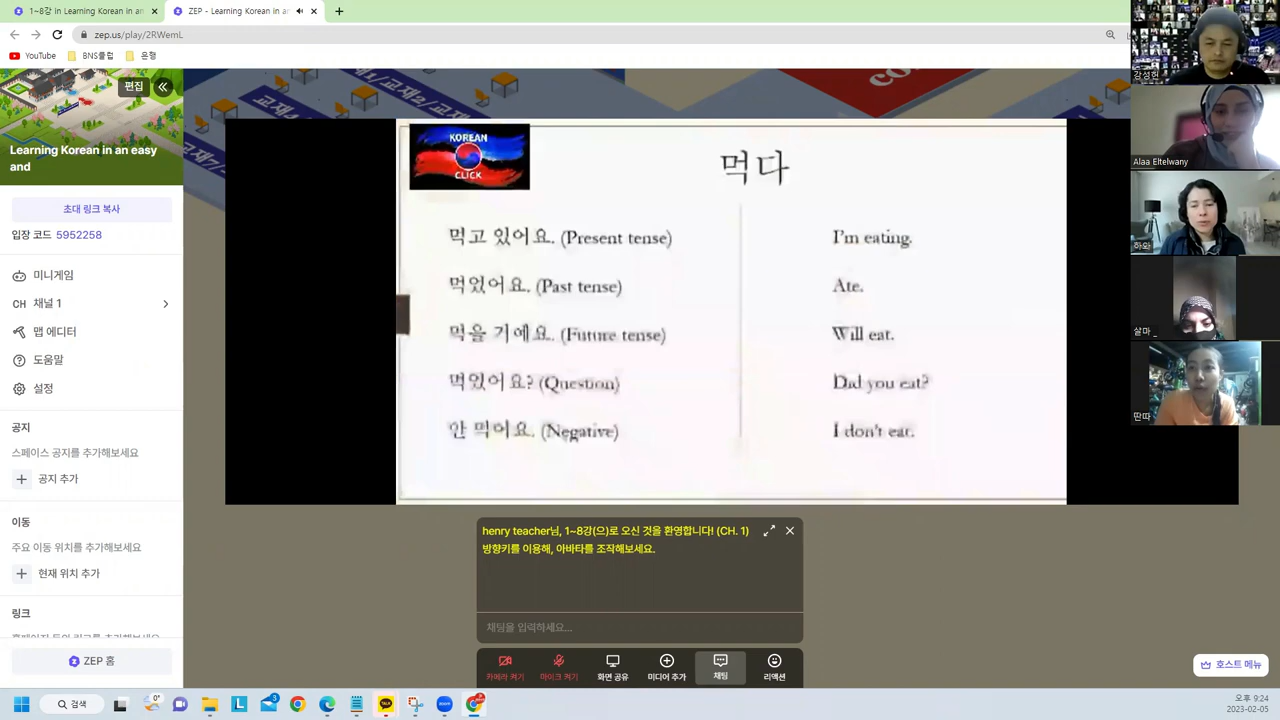 1~8강 in Learning Korean in an
ZEP - Learning Korean in an
zep.us/play/2RWemL
YouTube
BNS클럽
은행
편집
Learning Korean in an easy
and
초대 링크 복사
입장 코드 5952258
미니게임
CH 채널 1
맵 에디터
도움말
설정
공지
스페이스 공지를 추가해보세요
공지 추가
이동
주요 이동 위치를 추가해보세요
현재 위치 추가
링크
ZEP 홈
KOREAN
CLICK
먹다
먹고 있어요. (Present tense) I'm eating.
먹었어요. (Past tense) Ate.
먹을 거예요. (Future tense) Will eat.
먹었어요? (Question) Did you eat?
안 먹어요. (Negative) I don't eat.
henry teacher님, 1~8강(으)로 오신 것을 환영합니다! (CH. 1)
방향키를 이용해, 아바타를 조작해보세요.
채팅을 입력하세요...
카메라 켜기
마이크 켜기
화면 공유
미디어 추가
채팅
리액션
호스트 메뉴
강성헌
Alaa Eltelwany
하와
살마 _
딴따
검색
오후 9:24
2023-02-05